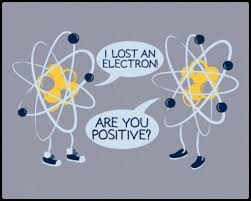 I LOST AN
ELECTRON!
ARE YOU
POSITIVE?